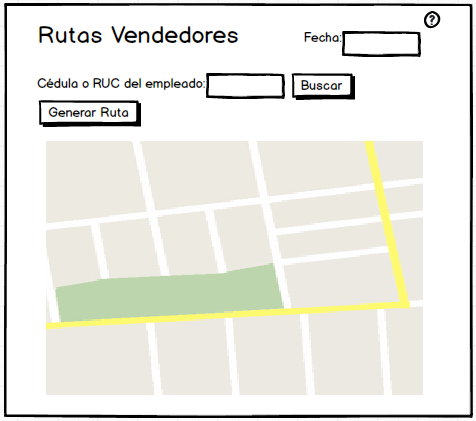 ?
Rutas Vendedores
Fecha:
Cédula o RUC del empleado:
Buscar
Generar Ruta